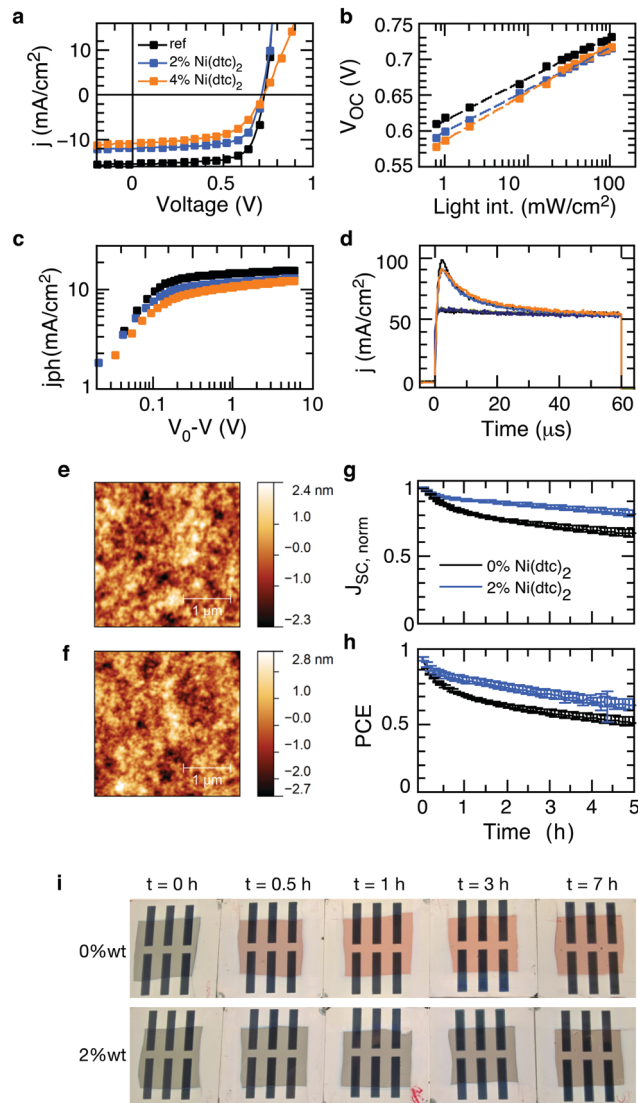 a
10
0
−10
j (mA/cm²)
ref
2% Ni(dtc)₂
4% Ni(dtc)₂
0
0.5
1
Voltage (V)
b
0.75
0.7
0.65
0.6
0.55
V_OC (V)
1
10
100
Light int. (mW/cm²)
c
10
1
jph (mA/cm²)
0.1
1
10
V₀-V (V)
d
100
50
0
j (mA/cm²)
0
20
40
60
Time (μs)
e
1 μm
2.4 nm
1.0
−0.0
−1.0
−2.3
f
1 μm
2.8 nm
1.0
−0.0
−1.0
−2.0
−2.7
g
1
0.5
0
J_SC, norm
0% Ni(dtc)₂
2% Ni(dtc)₂
h
1
0.5
0
PCE
0
1
2
3
4
5
Time (h)
i
t = 0 h
t = 0.5 h
t = 1 h
t = 3 h
t = 7 h
0%wt
2%wt